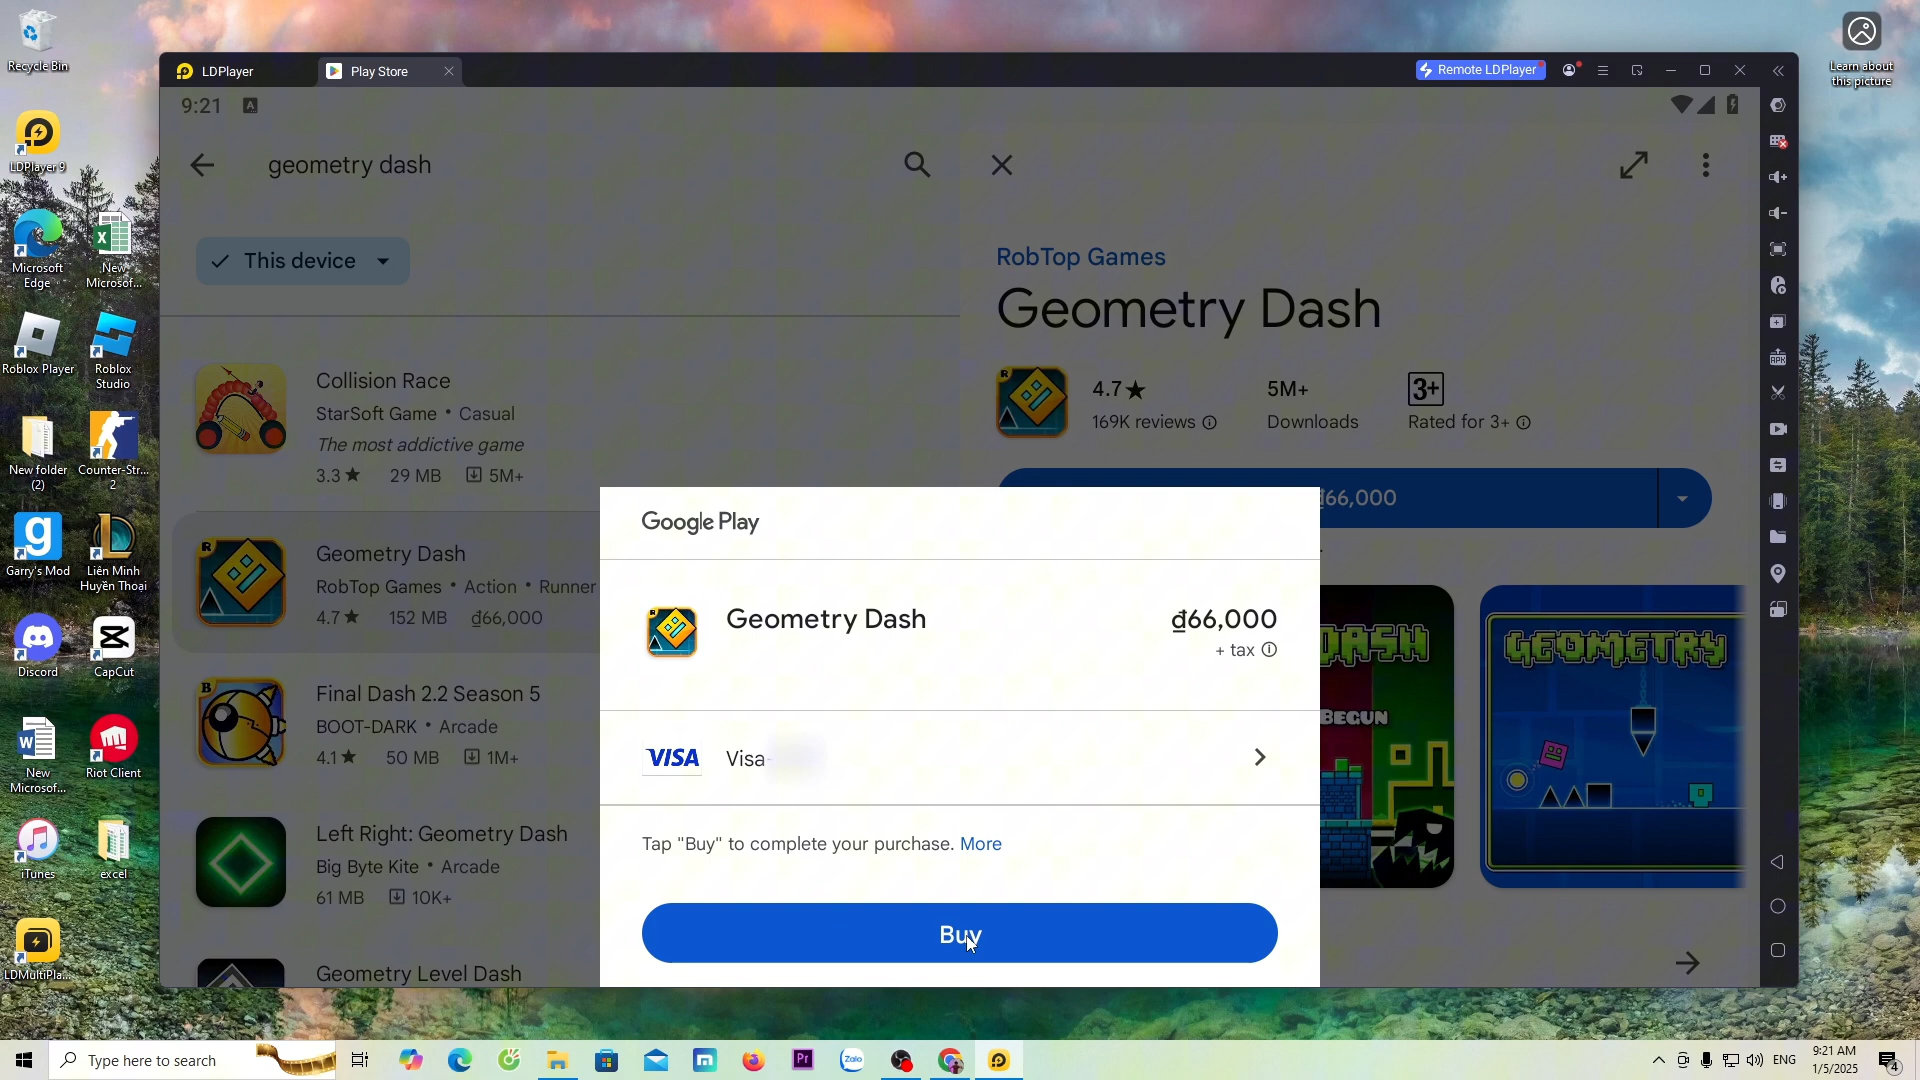 Recycle Bin
LDPlayer 9
Microsoft Edge
New Microsof...
Roblox Player
Roblox Studio
New folder (2)
Counter-Str... 2
Garry's Mod
Liên Minh Huyền Thoại
Discord
CapCut
New Microsof...
Riot Client
iTunes
excel
LDMultiPla...
Learn about this picture
LDPlayer
Play Store
Remote LDPlayer
9:21
geometry dash
This device
Collision Race
StarSoft Game • Casual
The most addictive game
3.3★ 29 MB 5M+
Geometry Dash
RobTop Games • Action • Runner
4.7★ 152 MB ₫66,000
Final Dash 2.2 Season 5
BOOT-DARK • Arcade
4.1★ 50 MB 1M+
Left Right: Geometry Dash
Big Byte Kite • Arcade
61 MB 10K+
Geometry Level Dash
RobTop Games
Geometry Dash
4.7★
169K reviews
5M+
Downloads
3+
Rated for 3+
₫66,000
DASH
BEGUN
GEOMETRY
Google Play
Geometry Dash
₫66,000
+ tax
VISA
Visa-
Tap "Buy" to complete your purchase. More
Buy
APK
Type here to search
Pr
Zalo
ENG
9:21 AM
1/5/2025
4